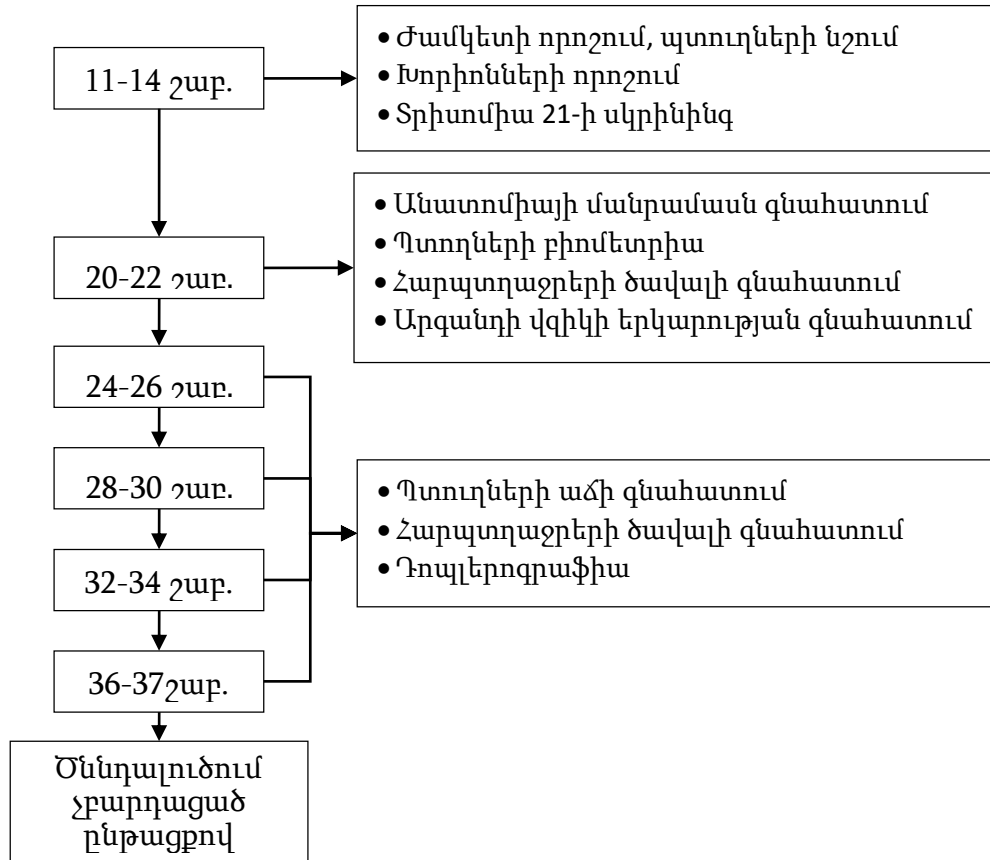 11-14 շաբ.
• Ժամկետի որոշում, պտուղների նշում
• Խորիոնների որոշում
• Տրիսոմիա 21-ի սկրինինգ
20-22 շաբ.
• Անատոմիայի մանրամասն գնահատում
• Պտողների բիոմետրիա
• Հարպտղաջրերի ծավալի գնահատում
• Արգանդի վզիկի երկարության գնահատում
24-26 շաբ.
28-30 շաբ.
32-34 շաբ.
36-37շաբ.
• Պտուղների աճի գնահատում
• Հարպտղաջրերի ծավալի գնահատում
• Դոպլերոգրաֆիա
Ծննդալուծում
չբարդացած
ընթացքով